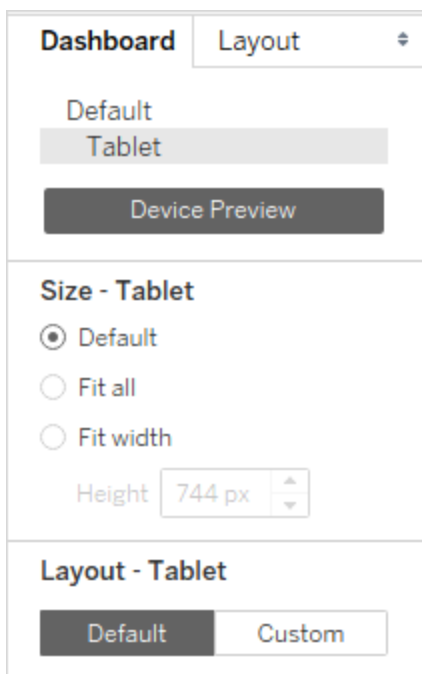 Dashboard Layout
Default
Tablet
Device Preview
Size - Tablet
Default
Fit all
Fit width
Height 744 px
Layout - Tablet
Default Custom